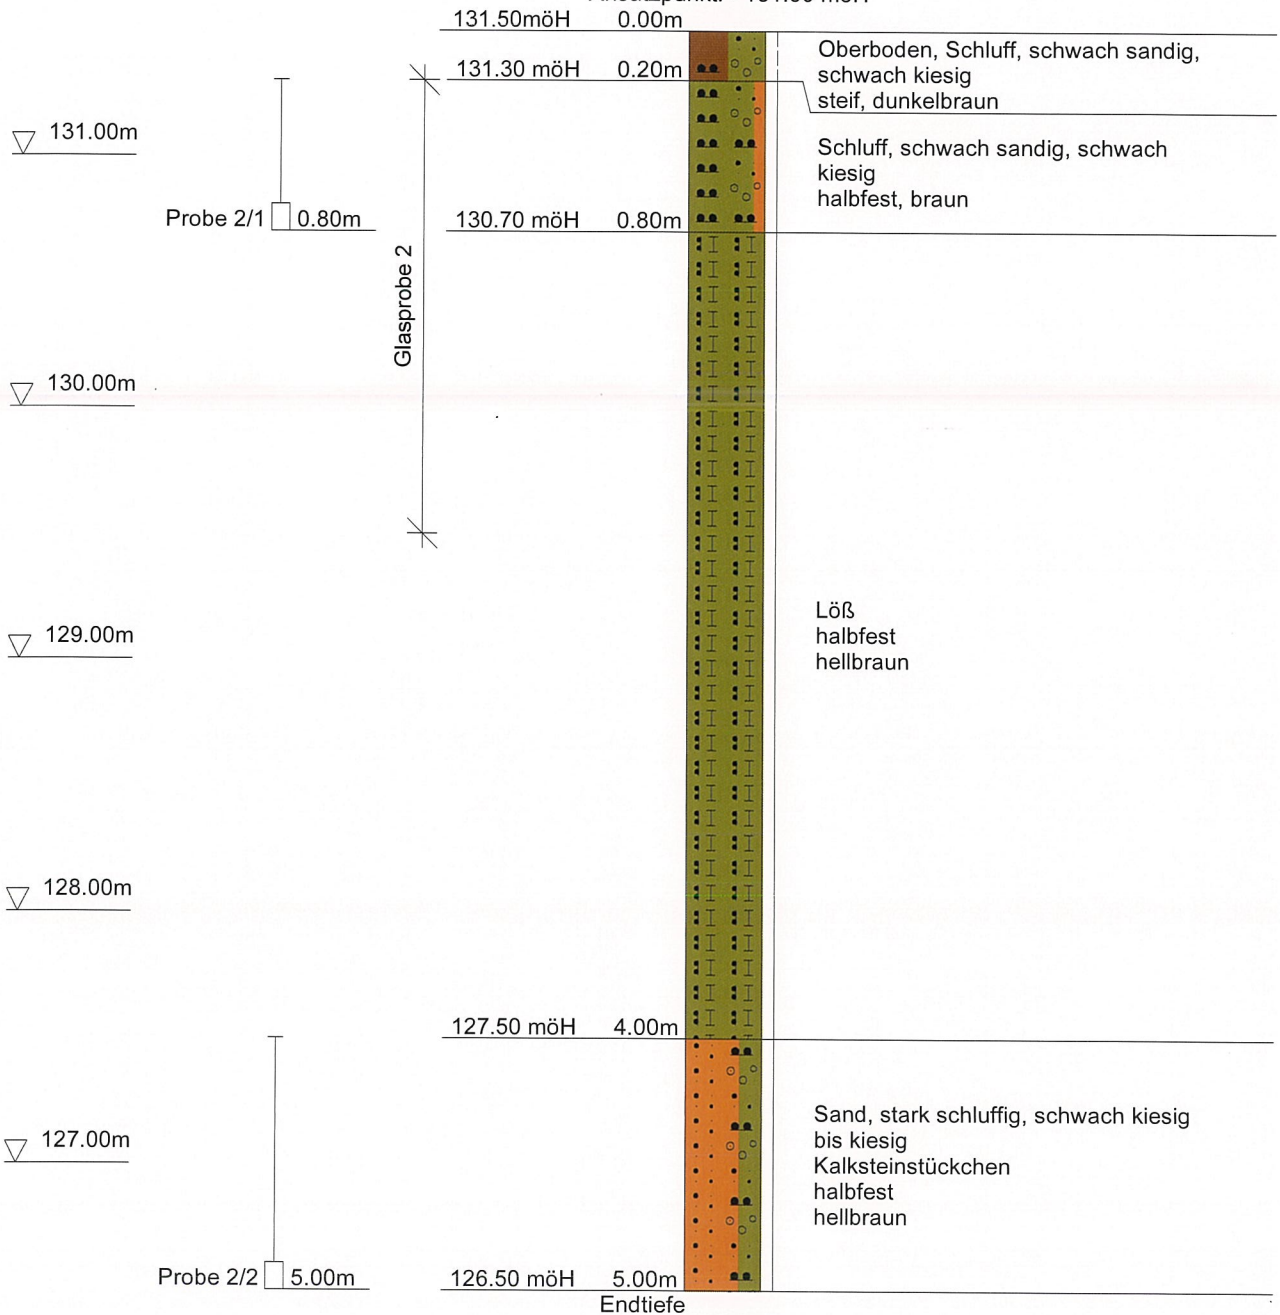 131.50möH 0.00m
Oberboden, Schluff, schwach sandig,
schwach kiesig
steif, dunkelbraun
131.30 möH 0.20m
131.00m
Schluff, schwach sandig, schwach
kiesig
halbfest, braun
Probe 2/1 0.80m
130.70 möH 0.80m
Glasprobe 2
130.00m
129.00m
Löß
halbfest
hellbraun
128.00m
127.50 möH 4.00m
127.00m
Sand, stark schluffig, schwach kiesig
bis kiesig
Kalksteinstückchen
halbfest
hellbraun
Probe 2/2 5.00m
126.50 möH 5.00m
Endtiefe